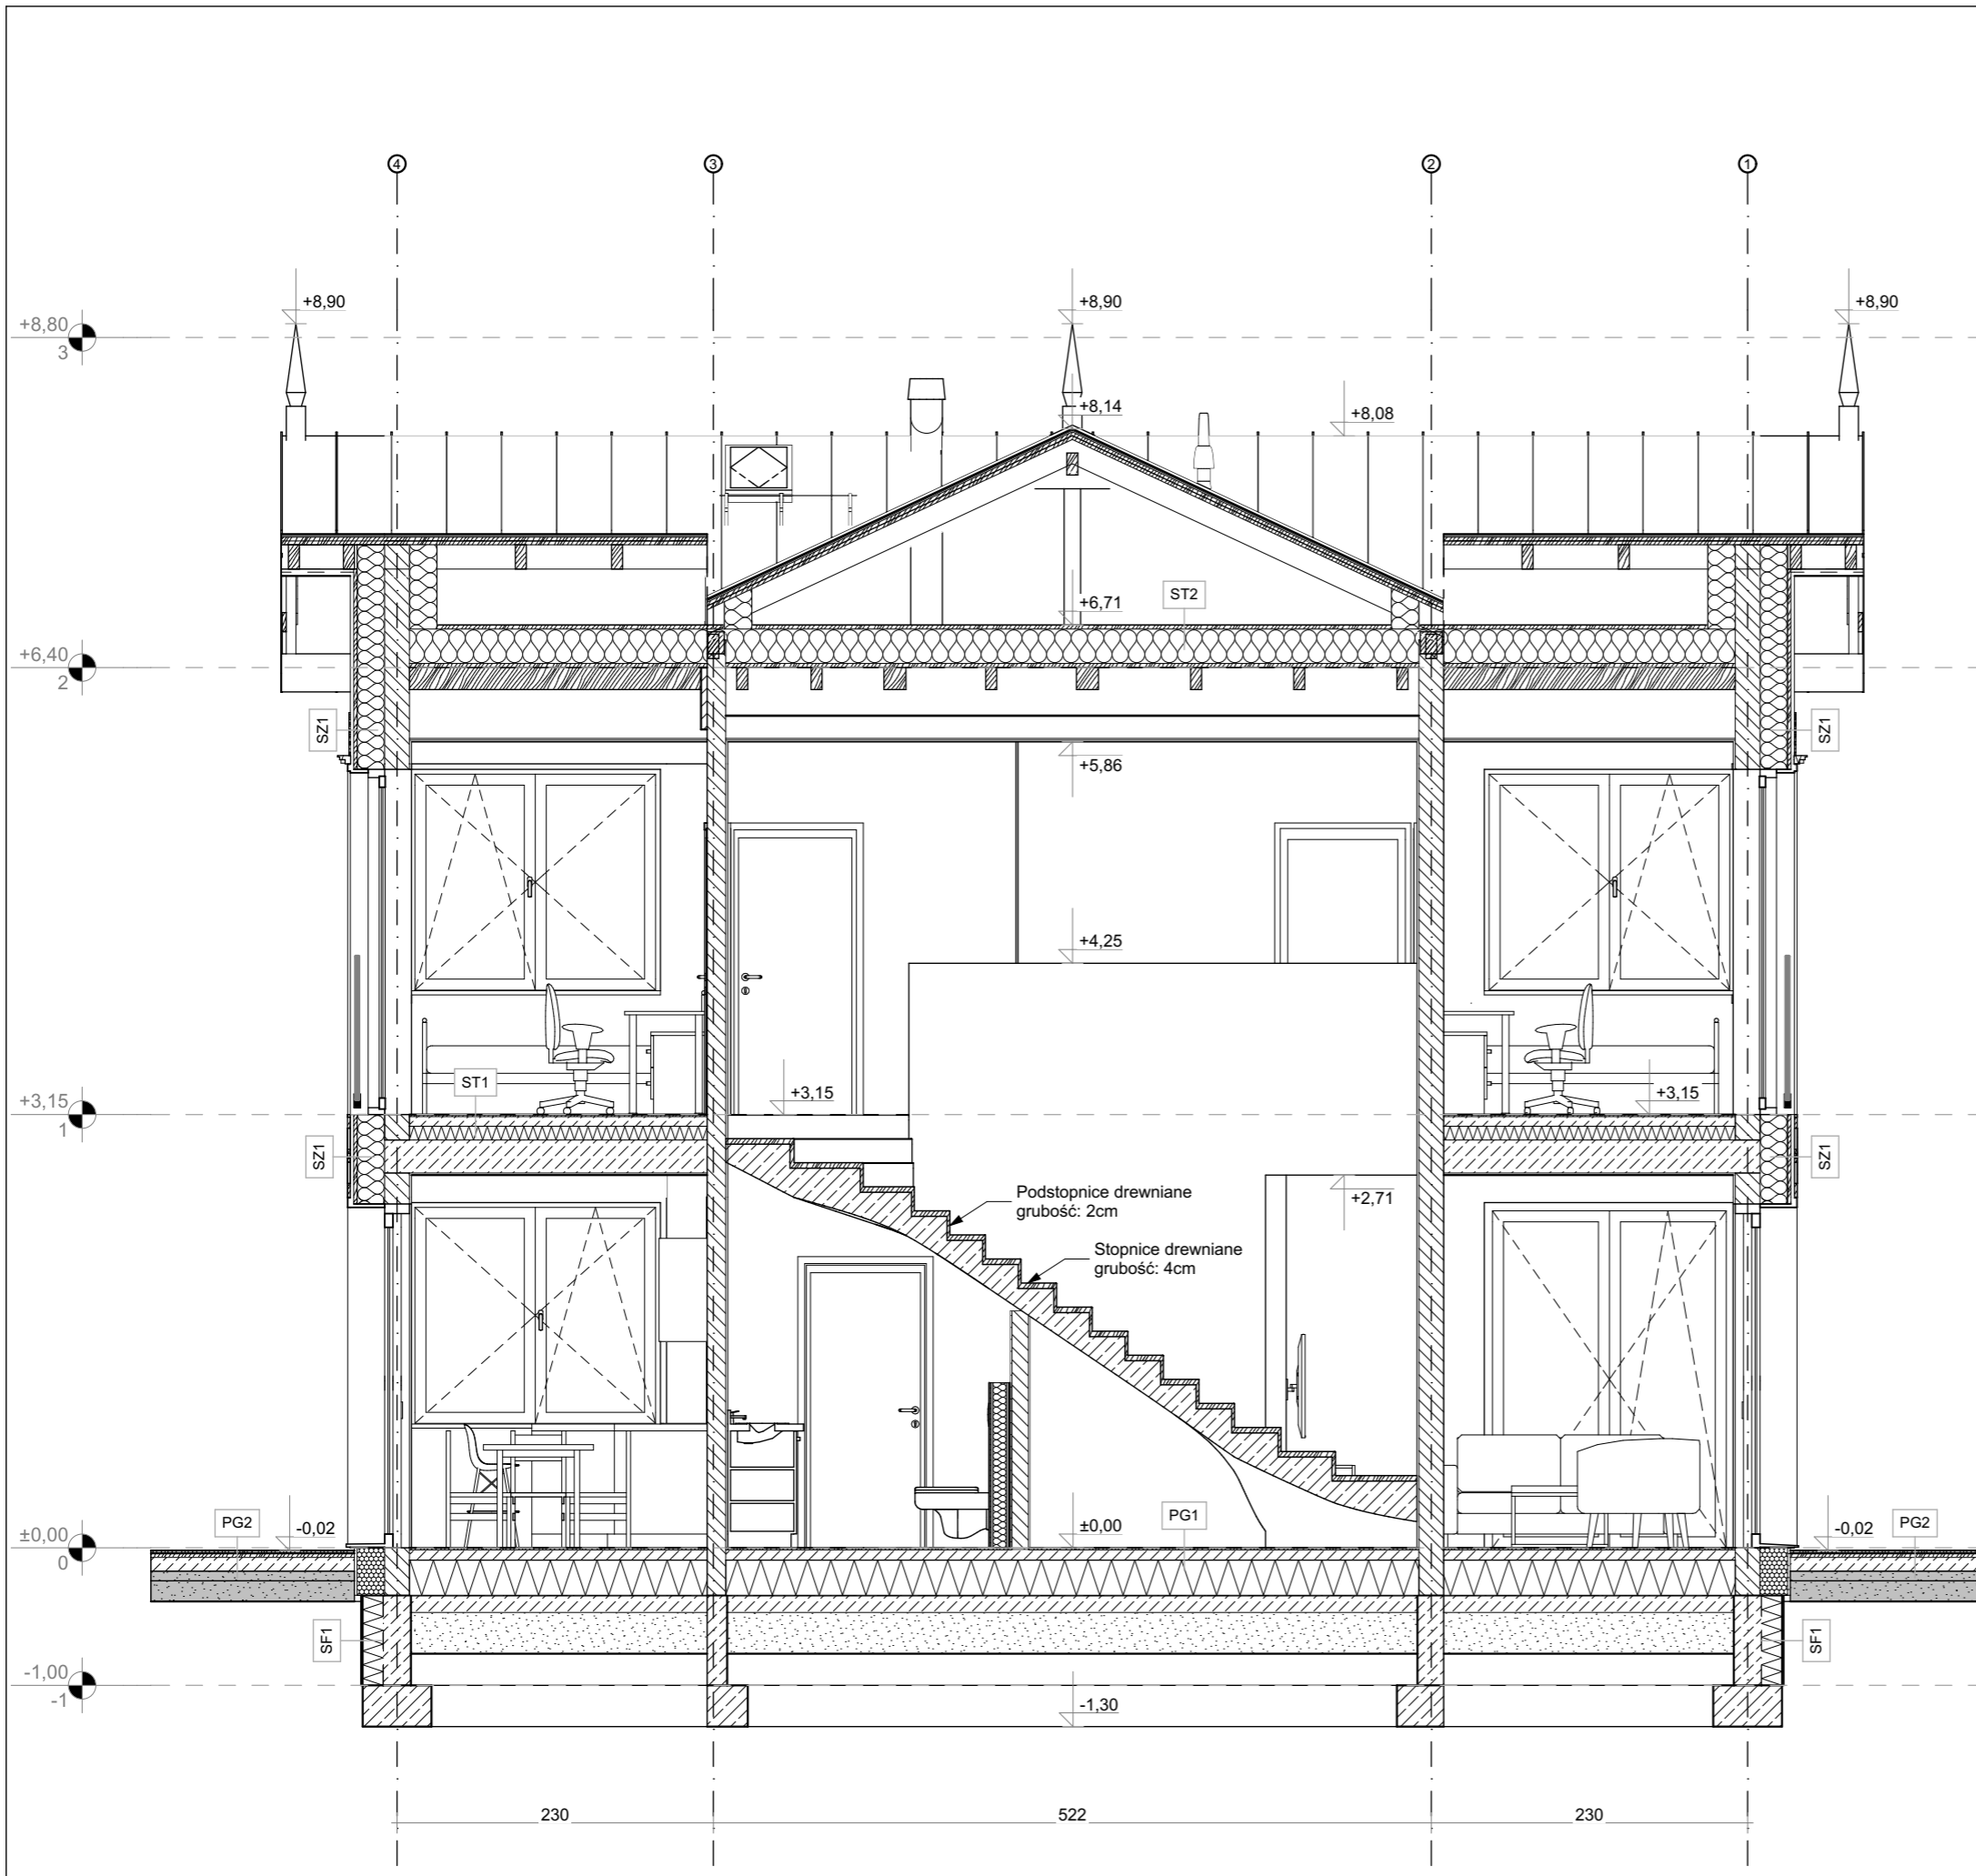 4
3
2
1
+8,90
+8,90
+8,90
+8,80
3
+8,14
+8,08
+6,71
ST2
+6,40
2
SZ1
SZ1
+5,86
+4,25
ST1
+3,15
+3,15
+3,15
1
SZ1
SZ1
Podstopnice drewniane
grubość: 2cm
+2,71
Stopnice drewniane
grubość: 4cm
PG2
-0,02
±0,00
PG1
-0,02
PG2
±0,00
0
SF1
SF1
-1,00
-1
-1,30
230
522
230